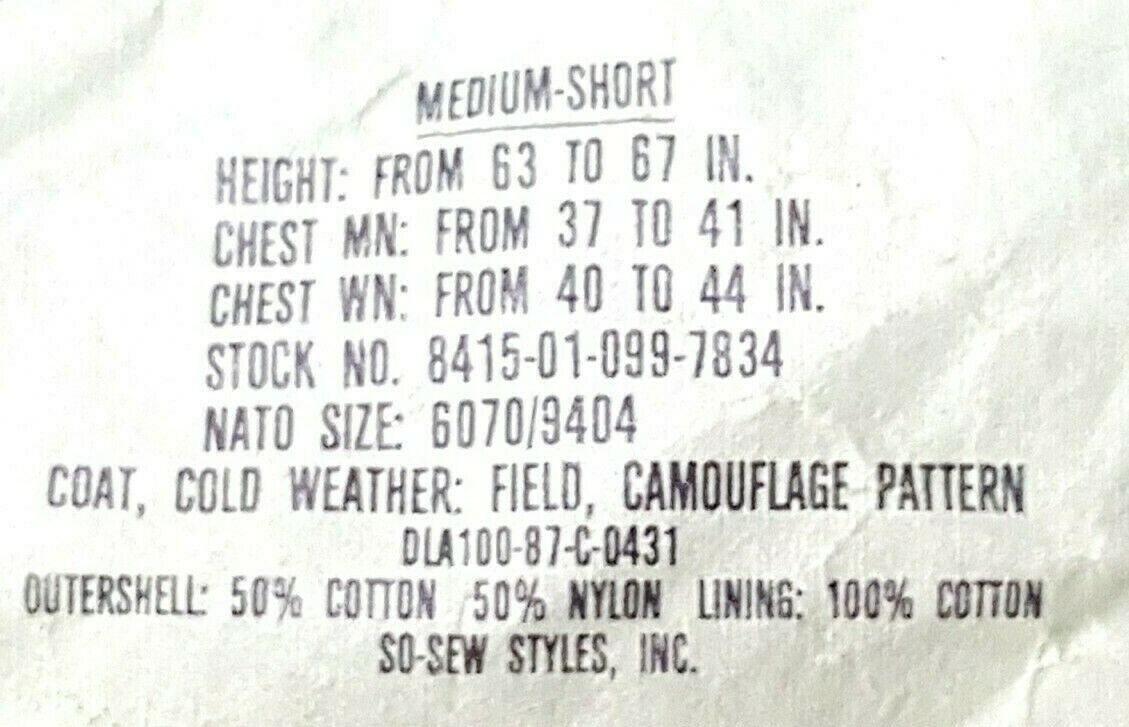 MEDIUM-SHORT
HEIGHT: FROM 63 TO 67 IN.
CHEST MN: FROM 37 TO 41 IN.
CHEST WN: FROM 40 TO 44 IN.
STOCK NO. 8415-01-099-7834
NATO SIZE: 6070/9404
COAT, COLD WEATHER: FIELD, CAMOUFLAGE PATTERN
DLA100-87-C-0431
OUTERSHELL: 50% COTTON 50% NYLON LINING: 100% COTTON
SO-SEW STYLES, INC.